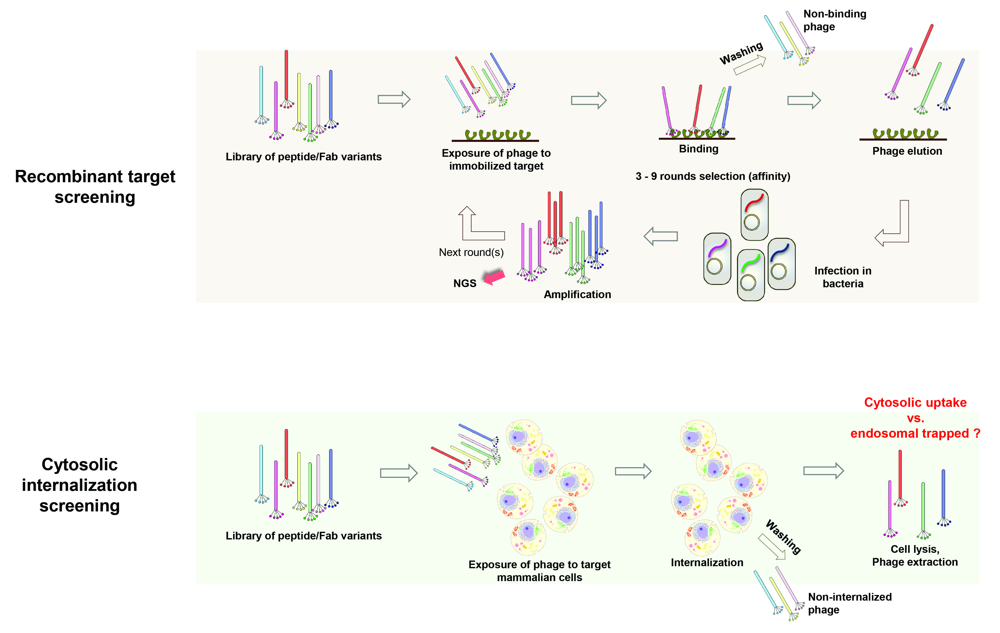 Non-binding
phage
Washing
Library of peptide/Fab variants
Exposure of phage to
immobilized target
Binding
Phage elution
Recombinant target
screening
3 - 9 rounds selection (affinity)
Next round(s)
NGS
Amplification
Infection in
bacteria
Cytosolic uptake
vs.
endosomal trapped ?
Cytosolic
internalization
screening
Library of peptide/Fab variants
Exposure of phage to target
mammalian cells
Internalization
Washing
Cell lysis,
Phage extraction
Non-internalized
phage